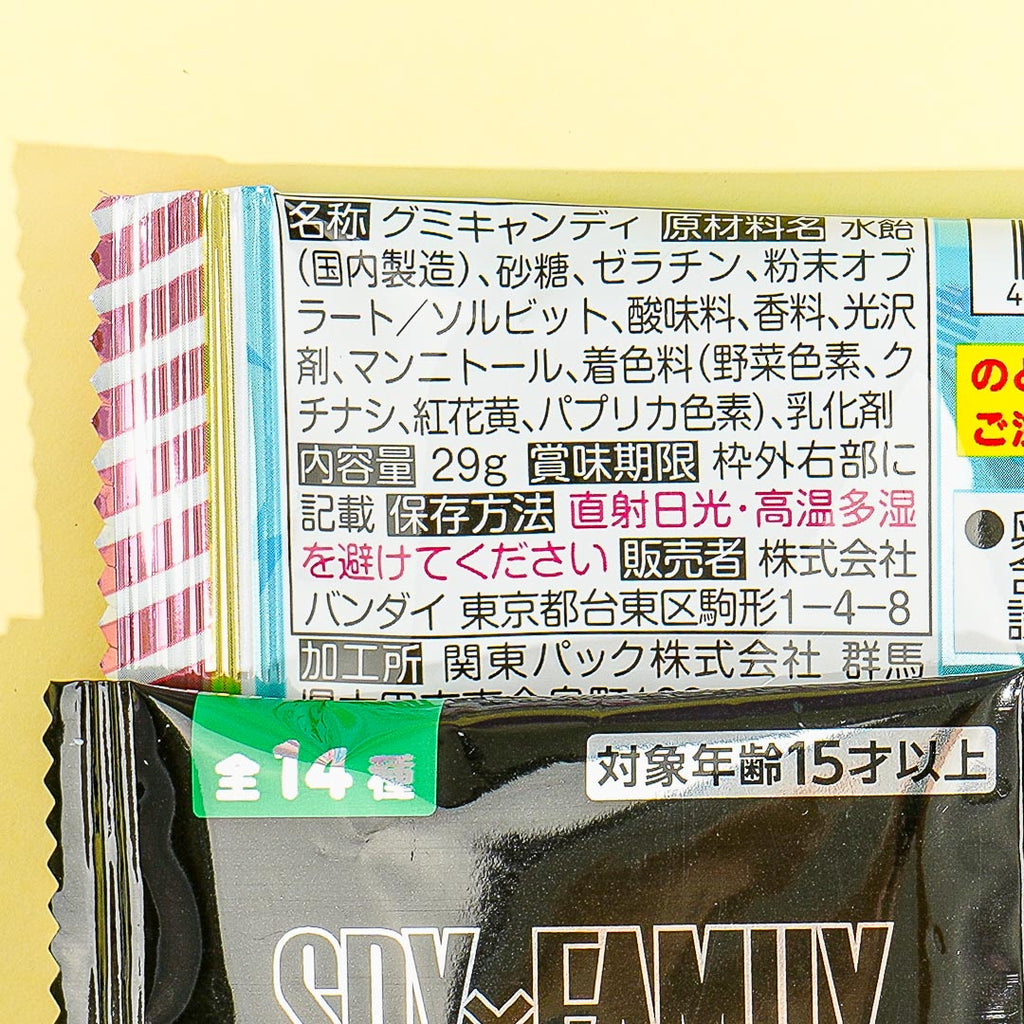 名称 グミキャンディ 原材料名 水飴
(国内製造)、砂糖、ゼラチン、粉末オブ
ラート/ソルビット、酸味料、香料、光沢
剤、マンニトール、着色料(野菜色素、ク
チナシ、紅花黄、パプリカ色素)、乳化剤
内容量 29g 賞味期限 枠外右部に
記載 保存方法 直射日光・高温多湿
を避けてください 販売者 株式会社
バンダイ 東京都台東区駒形1-4-8
加工所 関東パック株式会社 群馬
4
のど
ご注
全14種
対象年齢15才以上
SPY×FAMILY